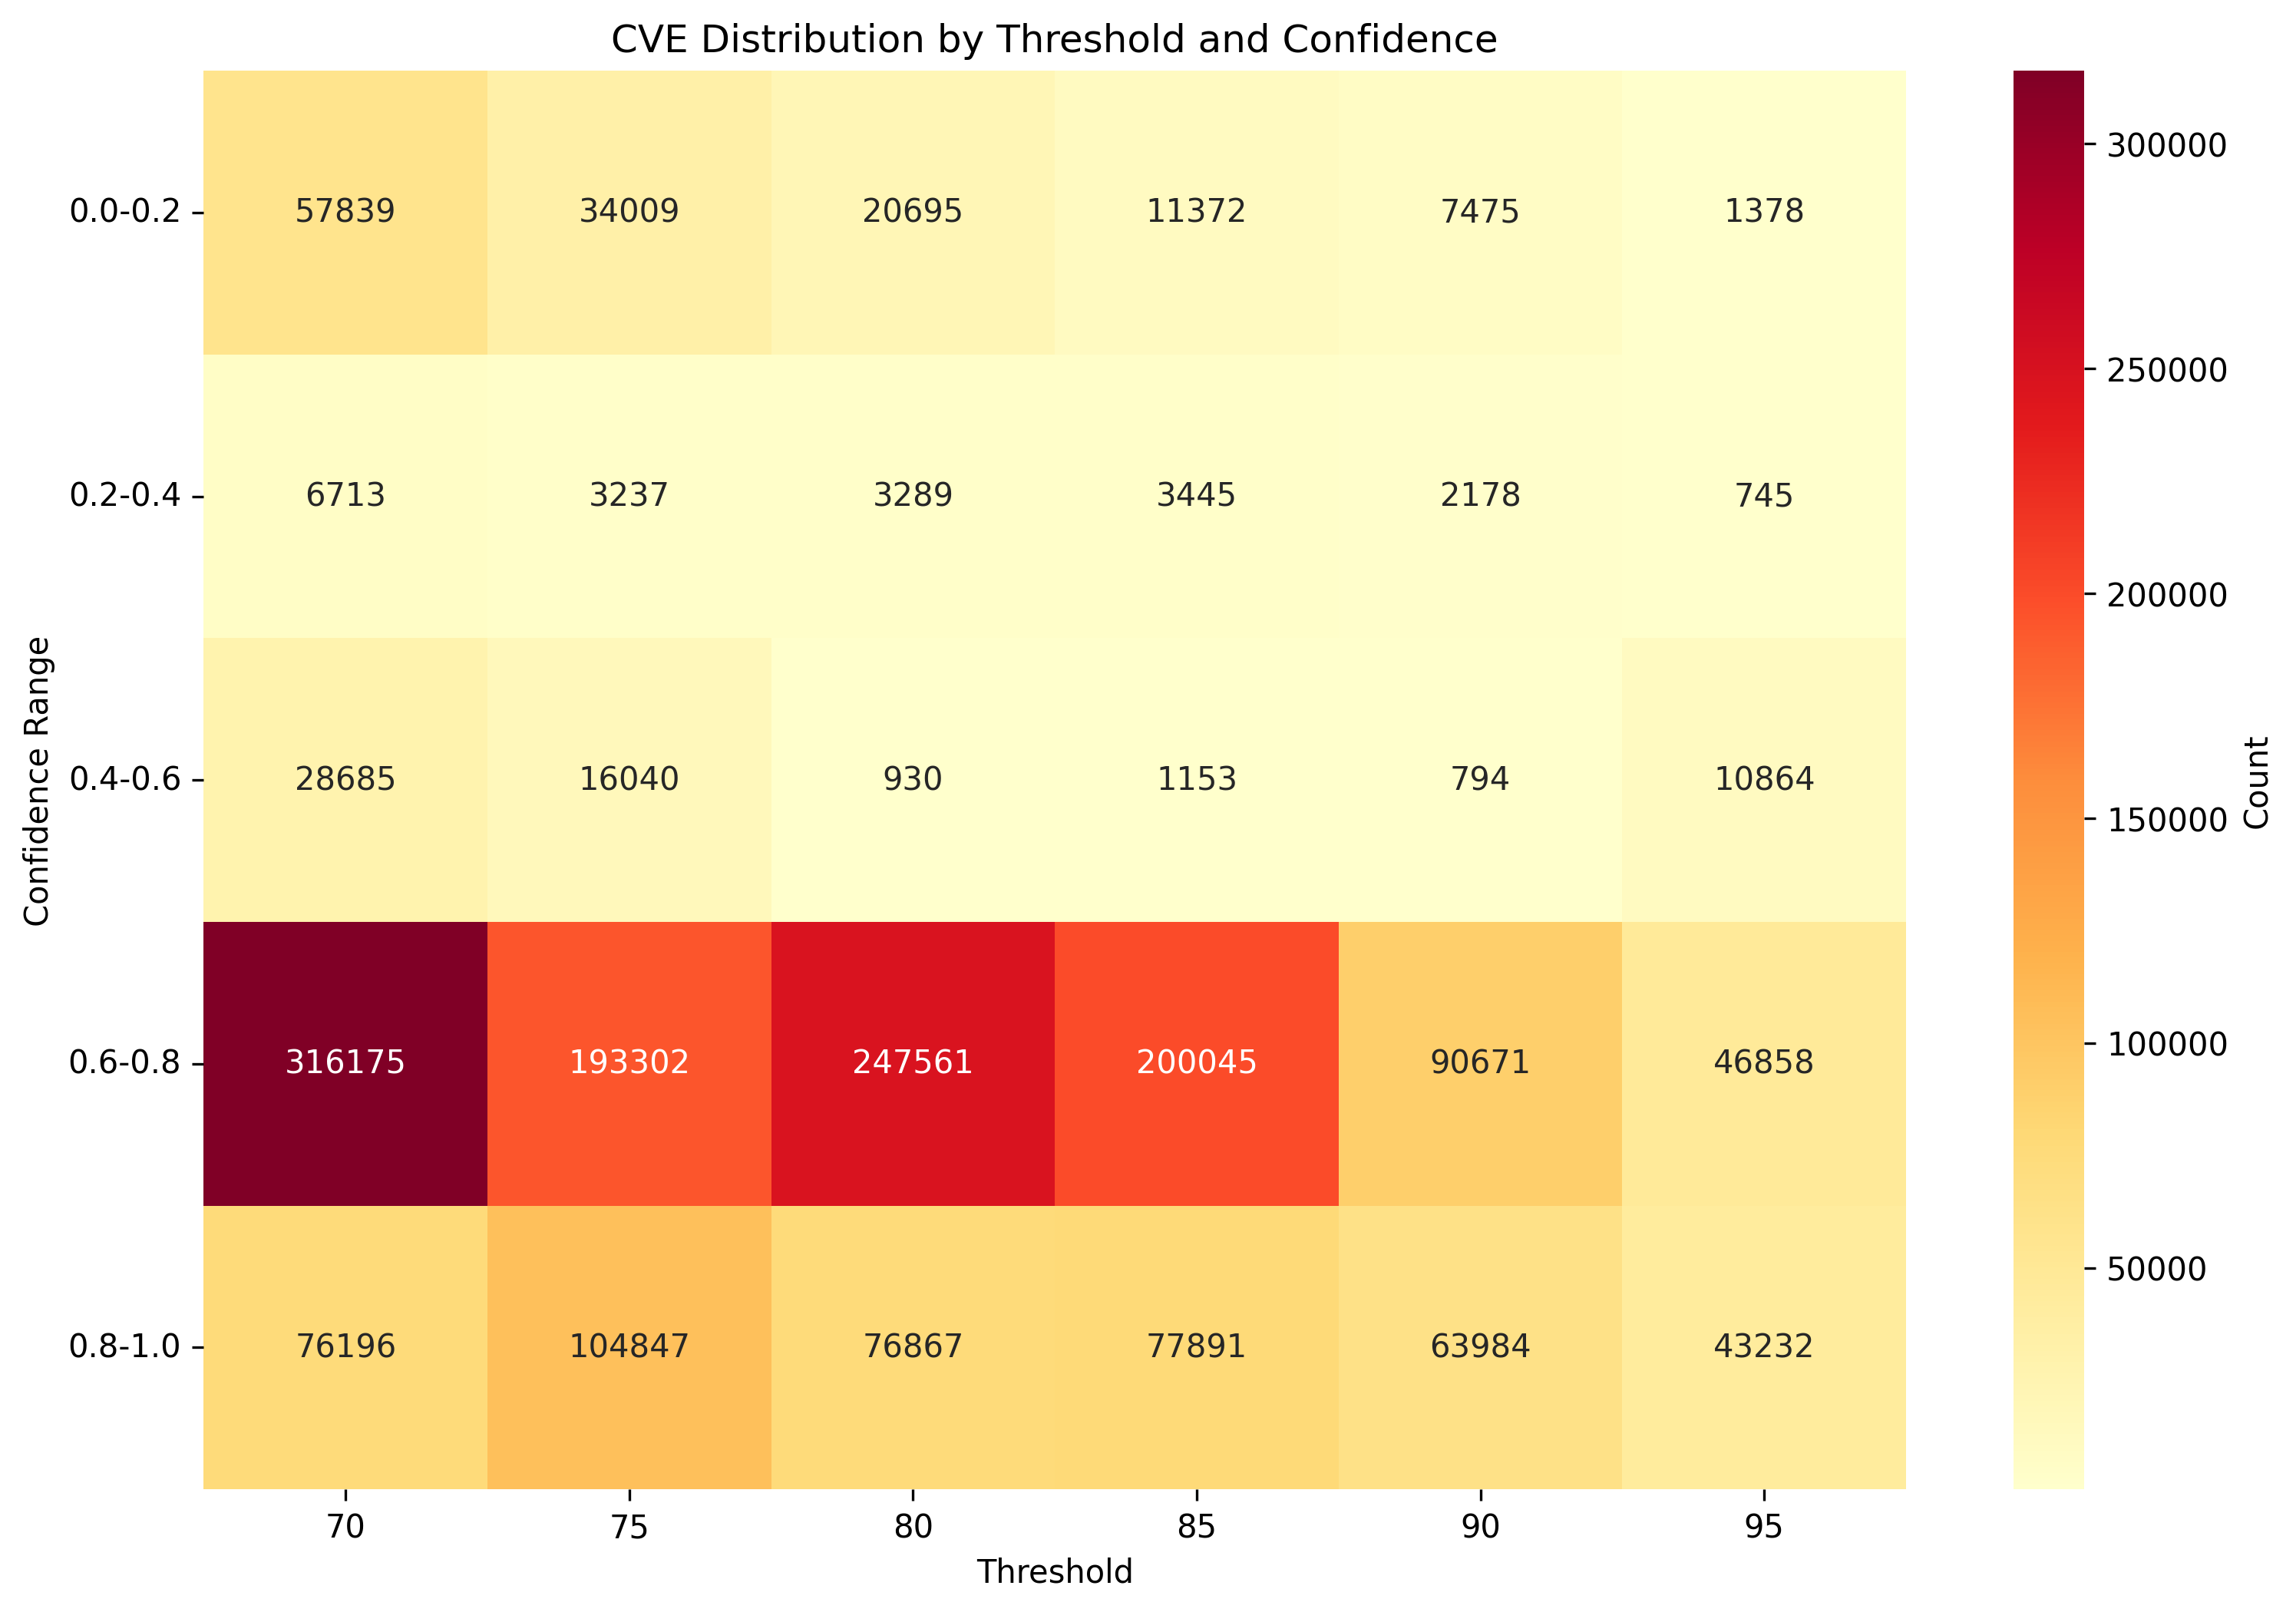 CVE Distribution by Threshold and Confidence
0.0-0.2 57839 34009 20695 11372 7475 1378
0.2-0.4 6713 3237 3289 3445 2178 745
0.4-0.6 28685 16040 930 1153 794 10864
0.6-0.8 316175 193302 247561 200045 90671 46858
0.8-1.0 76196 104847 76867 77891 63984 43232
70 75 80 85 90 95
Threshold
Confidence Range
300000
250000
200000
150000
100000
50000
Count